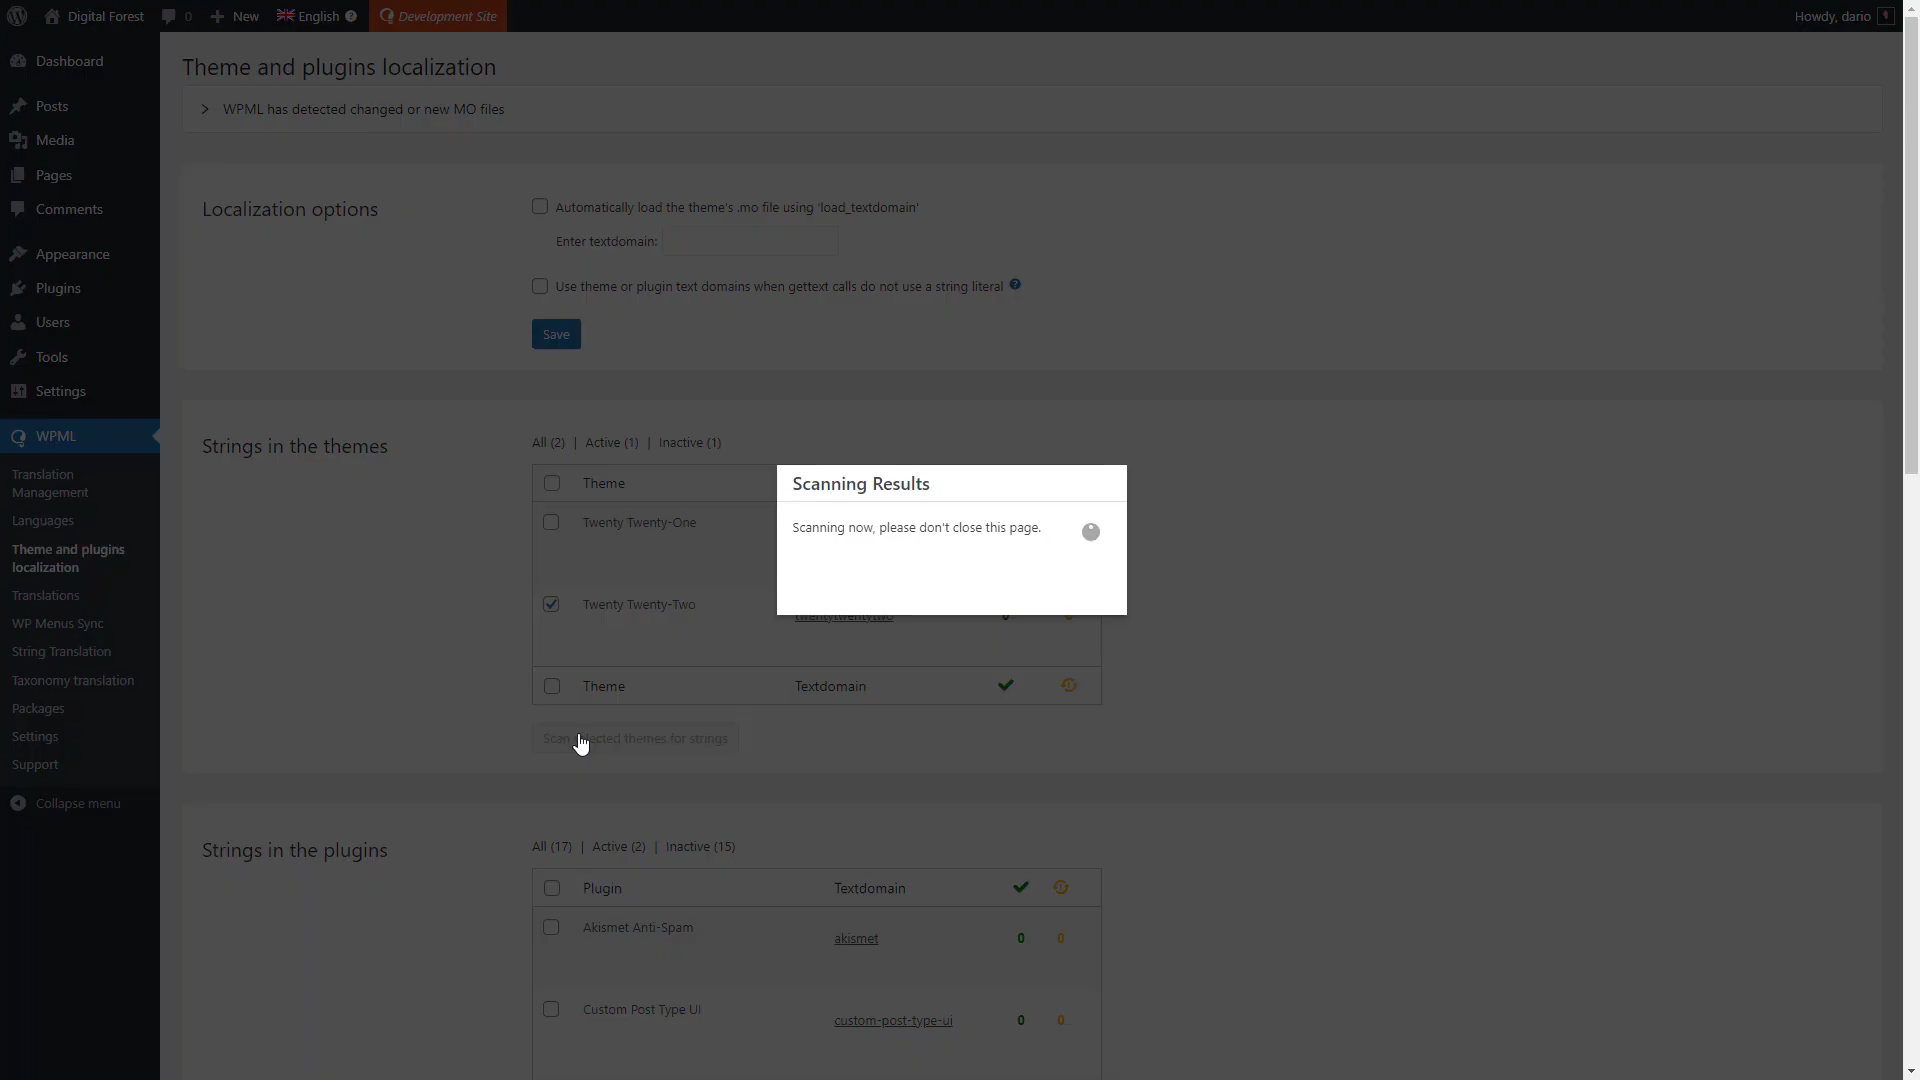 Digital Forest 0 New English Development Site Howdy, dario
Dashboard
Posts
Media
Pages
Comments
Appearance
Plugins
Users
Tools
Settings
WPML
Translation
Management
Languages
Theme and plugins
localization
Translations
WP Menus Sync
String Translation
Taxonomy translation
Packages
Settings
Support
Collapse menu
Theme and plugins localization
WPML has detected changed or new MO files
Localization options
Automatically load the theme's .mo file using 'load_textdomain'
Enter textdomain:
Use theme or plugin text domains when gettext calls do not use a string literal
Save
Strings in the themes
All (2) | Active (1) | Inactive (1)
Theme
Twenty Twenty-One
Twenty Twenty-Two
twentytwentytwo
Theme Textdomain
Scanning Results
Scanning now, please don't close this page.
Scan selected themes for strings
Strings in the plugins
All (17) | Active (2) | Inactive (15)
Plugin Textdomain
Akismet Anti-Spam
akismet 0 0
Custom Post Type UI
custom-post-type-ui 0 0